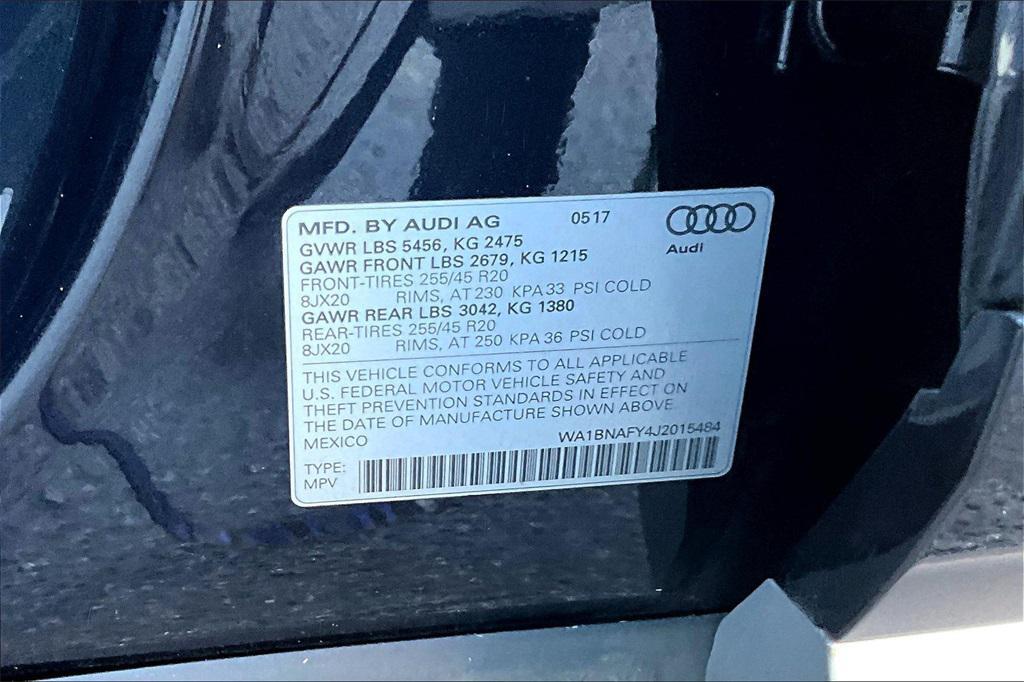 MFD. BY AUDI AG 0517
Audi
GVWR LBS 5456, KG 2475
GAWR FRONT LBS 2679, KG 1215
FRONT-TIRES 255/45 R20
8JX20 RIMS, AT 230 KPA 33 PSI COLD
GAWR REAR LBS 3042, KG 1380
REAR-TIRES 255/45 R20
8JX20 RIMS, AT 250 KPA 36 PSI COLD
THIS VEHICLE CONFORMS TO ALL APPLICABLE
U.S. FEDERAL MOTOR VEHICLE SAFETY AND
THEFT PREVENTION STANDARDS IN EFFECT ON
THE DATE OF MANUFACTURE SHOWN ABOVE.
MEXICO WA1BNAFY4J2015484
TYPE:
MPV